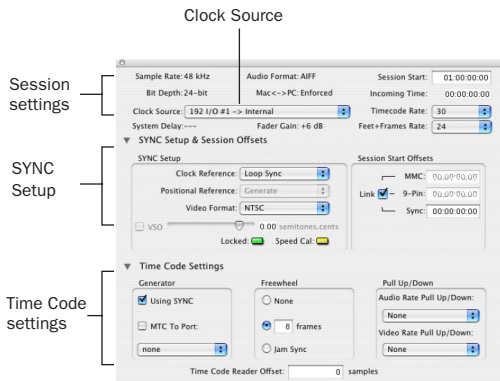 Clock Source
Session settings
Sample Rate: 48 kHz Audio Format: AIFF Session Start: 01:00:00:00
Bit Depth: 24-bit Mac<->PC: Enforced Incoming Time: 00:00:00:00
Clock Source: 192 I/O #1 -> Internal Timecode Rate: 30
System Delay: --- Fader Gain: +6 dB Feet+Frames Rate: 24
SYNC Setup
SYNC Setup & Session Offsets
SYNC Setup Session Start Offsets
Clock Reference: Loop Sync MMC: 00:00:00:00
Positional Reference: Generate Link 9-Pin: 00:00:00:00
Video Format: NTSC Sync: 00:00:00:00
VSO 0.00 semitones.cents
Locked: Speed Cal:
Time Code settings
Time Code Settings
Generator Freewheel Pull Up/Down
Using SYNC None Audio Rate Pull Up/Down:
None
MTC To Port: 8 frames Video Rate Pull Up/Down:
none Jam Sync None
Time Code Reader Offset: 0 samples